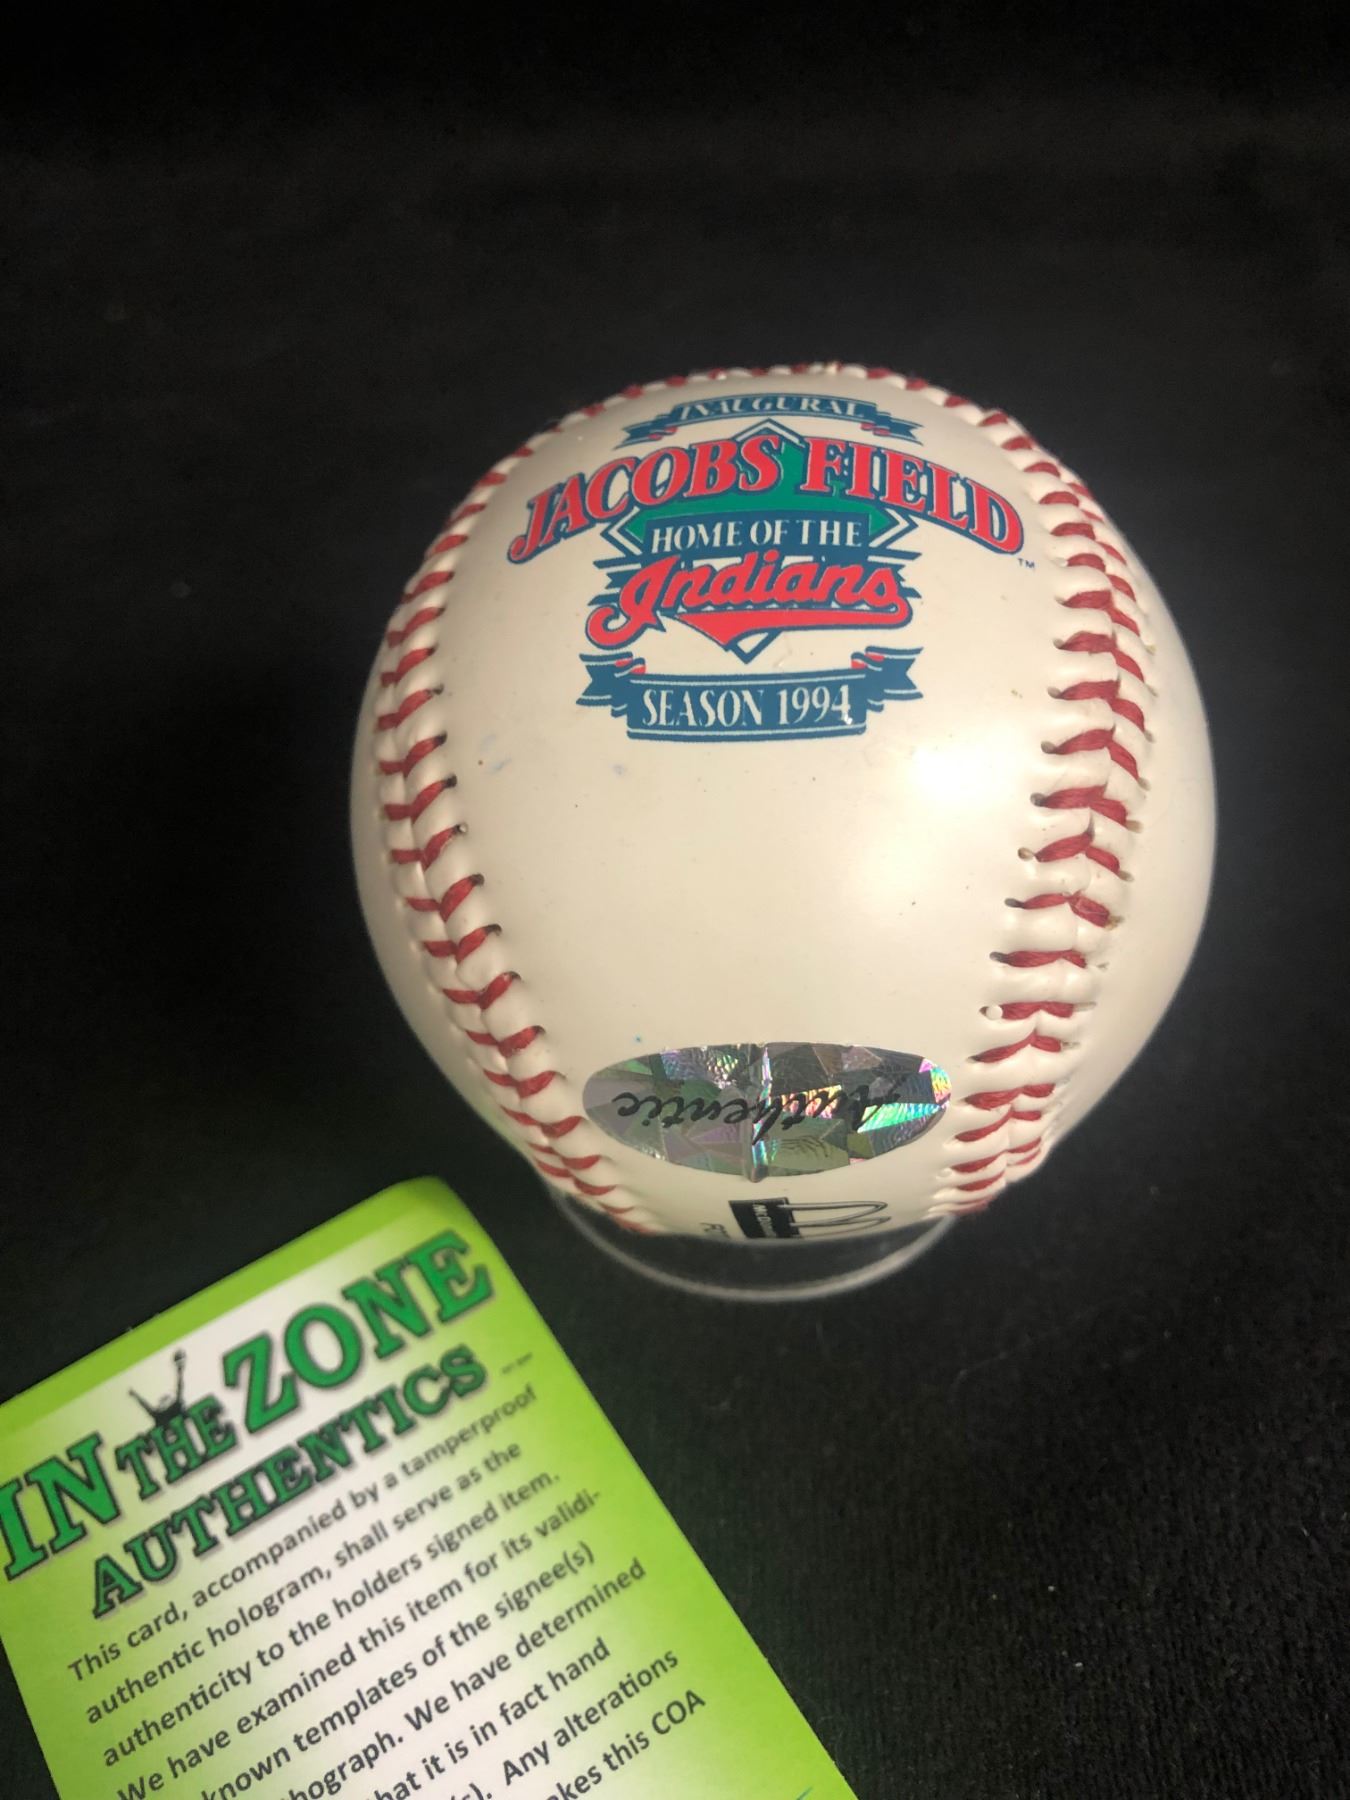 INAUGURAL
JACOBS FIELD
TM
HOME OF THE
Indians
SEASON 1994
Authentic
IN THE ZONE
AUTHENTICS
This card, accompanied by a tamperproof
authentic hologram, shall serve as the
authenticity to the holders signed item.
We have examined this item for its validi-
known templates of the signee(s)
We have determined
it is in fact hand
Any alterations
this COA